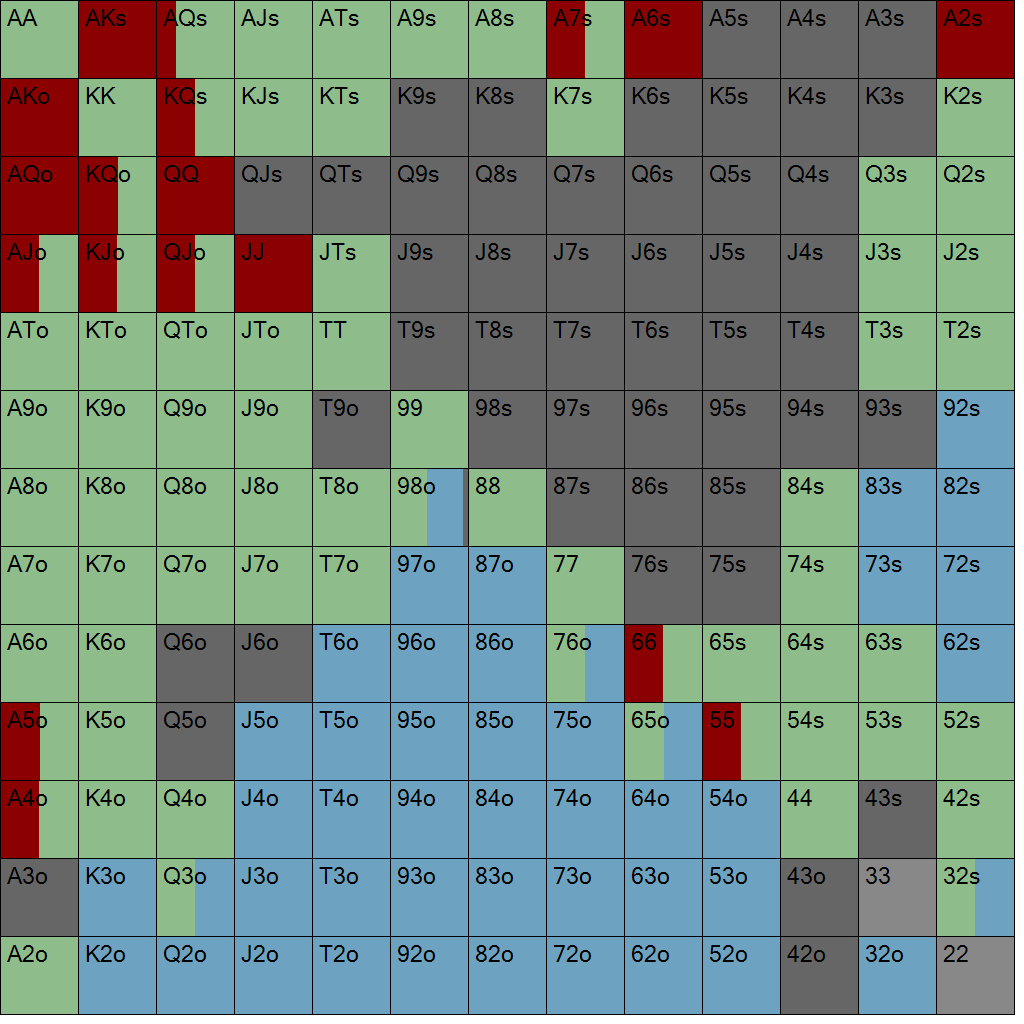 AA AKs AQs AJs ATs A9s A8s A7s A6s A5s A4s A3s A2s
AKo KK KQs KJs KTs K9s K8s K7s K6s K5s K4s K3s K2s
AQo KQo QQ QJs QTs Q9s Q8s Q7s Q6s Q5s Q4s Q3s Q2s
AJo KJo QJo JJ JTs J9s J8s J7s J6s J5s J4s J3s J2s
ATo KTo QTo JTo TT T9s T8s T7s T6s T5s T4s T3s T2s
A9o K9o Q9o J9o T9o 99 98s 97s 96s 95s 94s 93s 92s
A8o K8o Q8o J8o T8o 98o 88 87s 86s 85s 84s 83s 82s
A7o K7o Q7o J7o T7o 97o 87o 77 76s 75s 74s 73s 72s
A6o K6o Q6o J6o T6o 96o 86o 76o 66 65s 64s 63s 62s
A5o K5o Q5o J5o T5o 95o 85o 75o 65o 55 54s 53s 52s
A4o K4o Q4o J4o T4o 94o 84o 74o 64o 54o 44 43s 42s
A3o K3o Q3o J3o T3o 93o 83o 73o 63o 53o 43o 33 32s
A2o K2o Q2o J2o T2o 92o 82o 72o 62o 52o 42o 32o 22